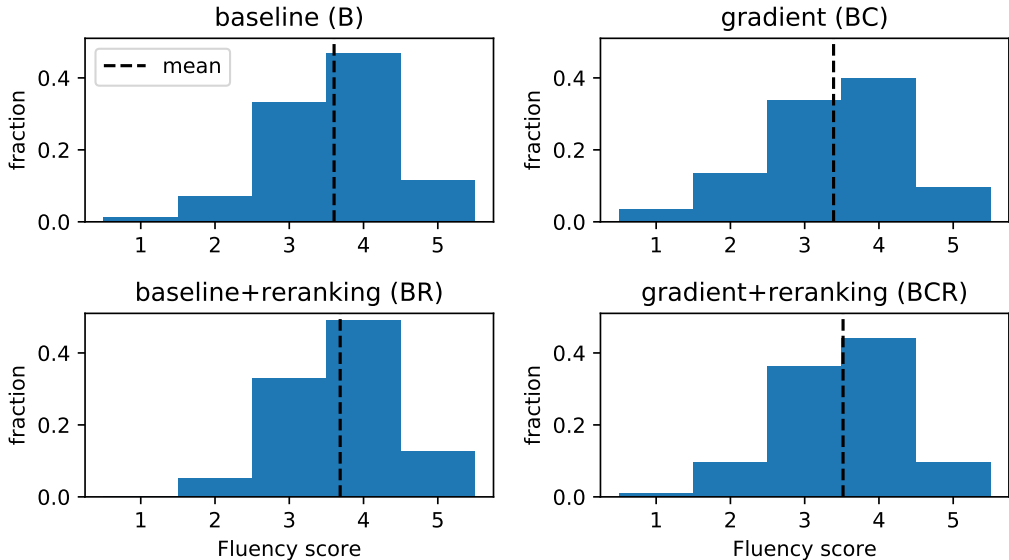 baseline (B)
mean
fraction
0.4
0.2
0.0
1 2 3 4 5
gradient (BC)
fraction
0.4
0.2
0.0
1 2 3 4 5
baseline+reranking (BR)
fraction
0.4
0.2
0.0
1 2 3 4 5
Fluency score
gradient+reranking (BCR)
fraction
0.4
0.2
0.0
1 2 3 4 5
Fluency score